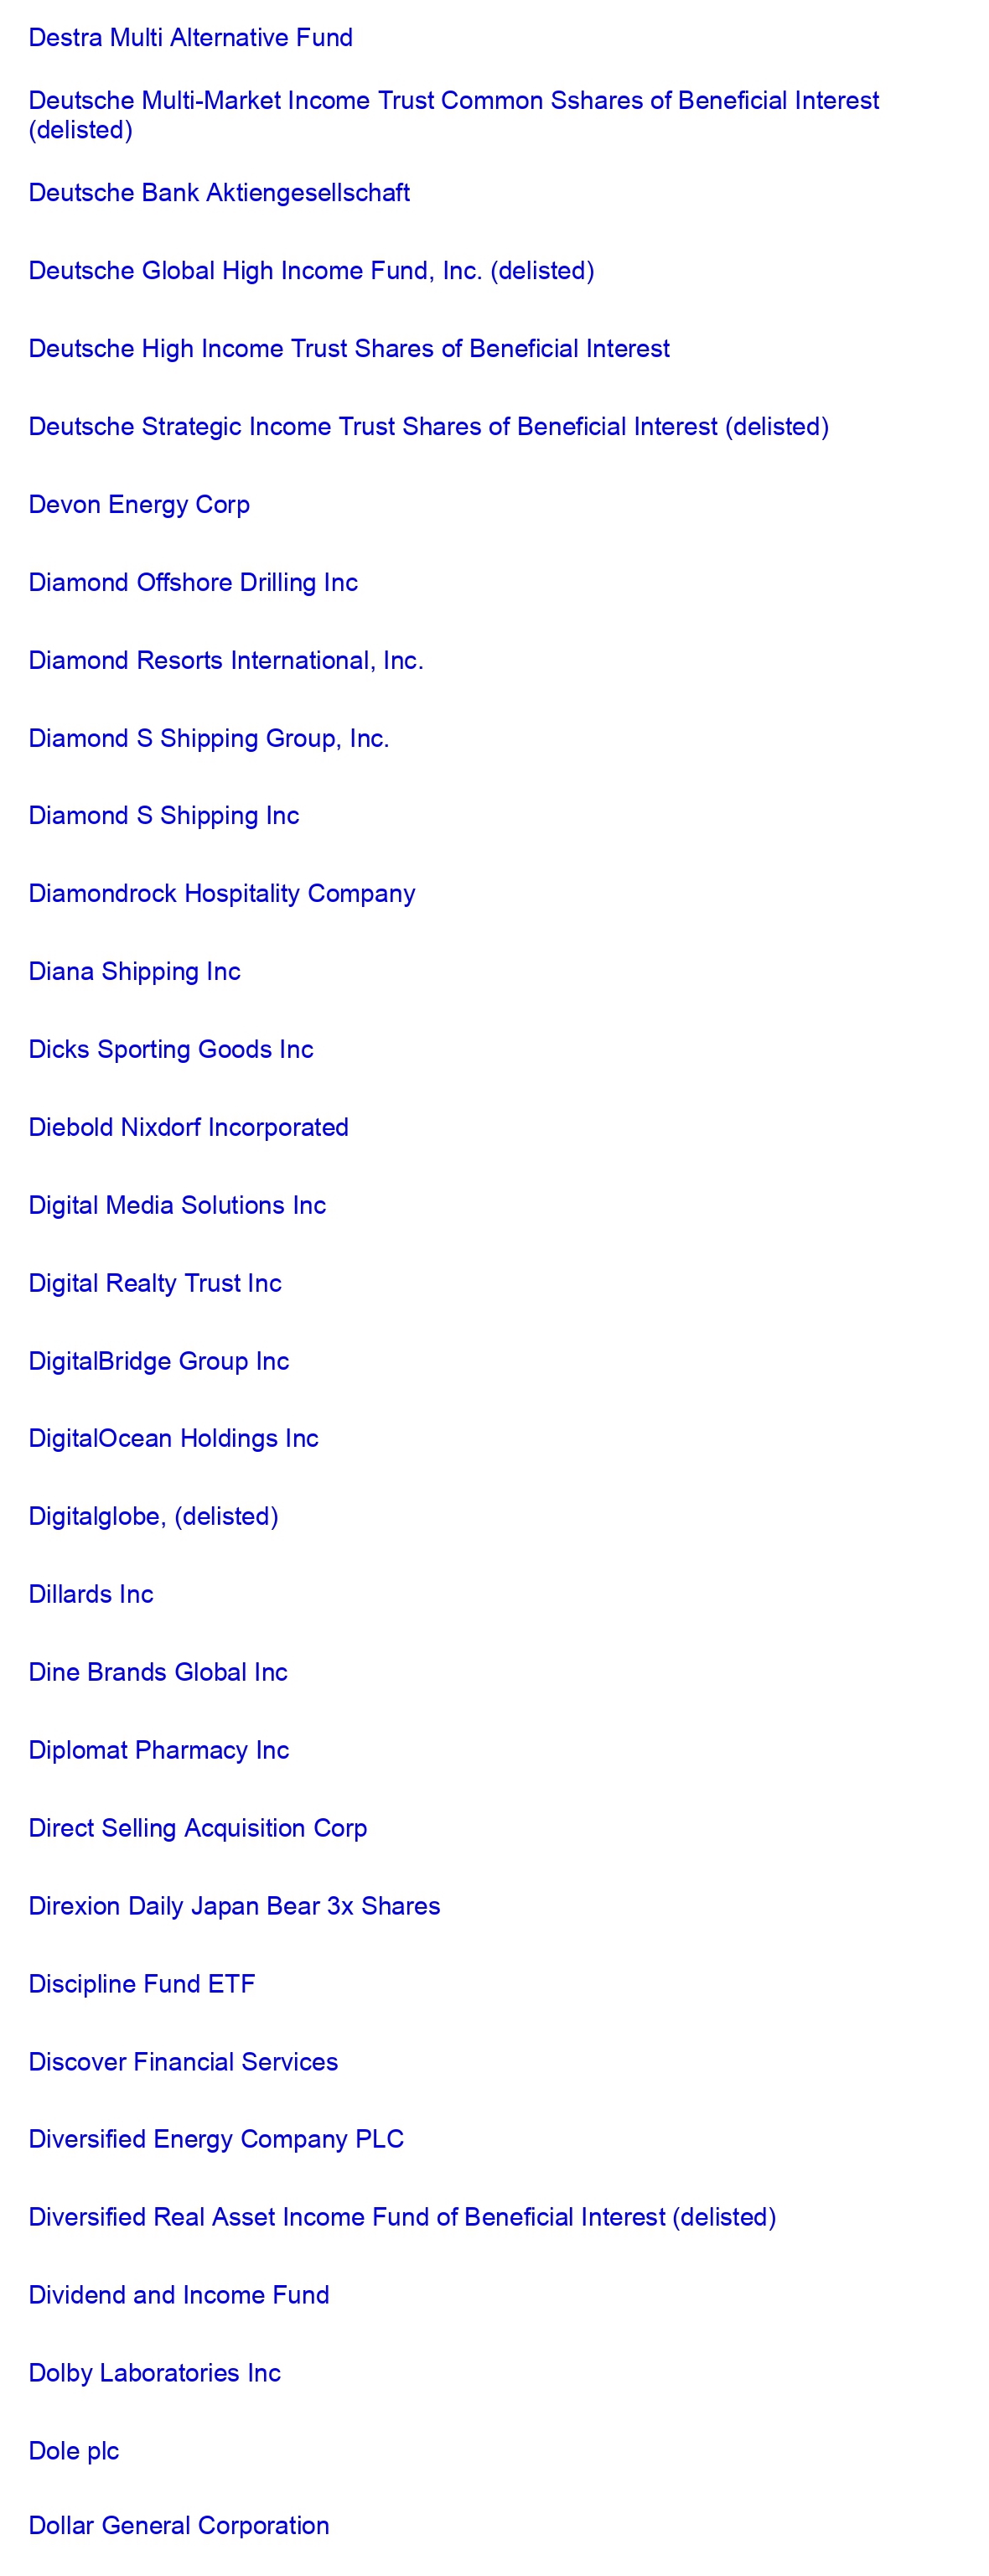 Destra Multi Alternative Fund
Deutsche Multi-Market Income Trust Common Sshares of Beneficial Interest
(delisted)
Deutsche Bank Aktiengesellschaft
Deutsche Global High Income Fund, Inc. (delisted)
Deutsche High Income Trust Shares of Beneficial Interest
Deutsche Strategic Income Trust Shares of Beneficial Interest (delisted)
Devon Energy Corp
Diamond Offshore Drilling Inc
Diamond Resorts International, Inc.
Diamond S Shipping Group, Inc.
Diamond S Shipping Inc
Diamondrock Hospitality Company
Diana Shipping Inc
Dicks Sporting Goods Inc
Diebold Nixdorf Incorporated
Digital Media Solutions Inc
Digital Realty Trust Inc
DigitalBridge Group Inc
DigitalOcean Holdings Inc
Digitalglobe, (delisted)
Dillards Inc
Dine Brands Global Inc
Diplomat Pharmacy Inc
Direct Selling Acquisition Corp
Direxion Daily Japan Bear 3x Shares
Discipline Fund ETF
Discover Financial Services
Diversified Energy Company PLC
Diversified Real Asset Income Fund of Beneficial Interest (delisted)
Dividend and Income Fund
Dolby Laboratories Inc
Dole plc
Dollar General Corporation